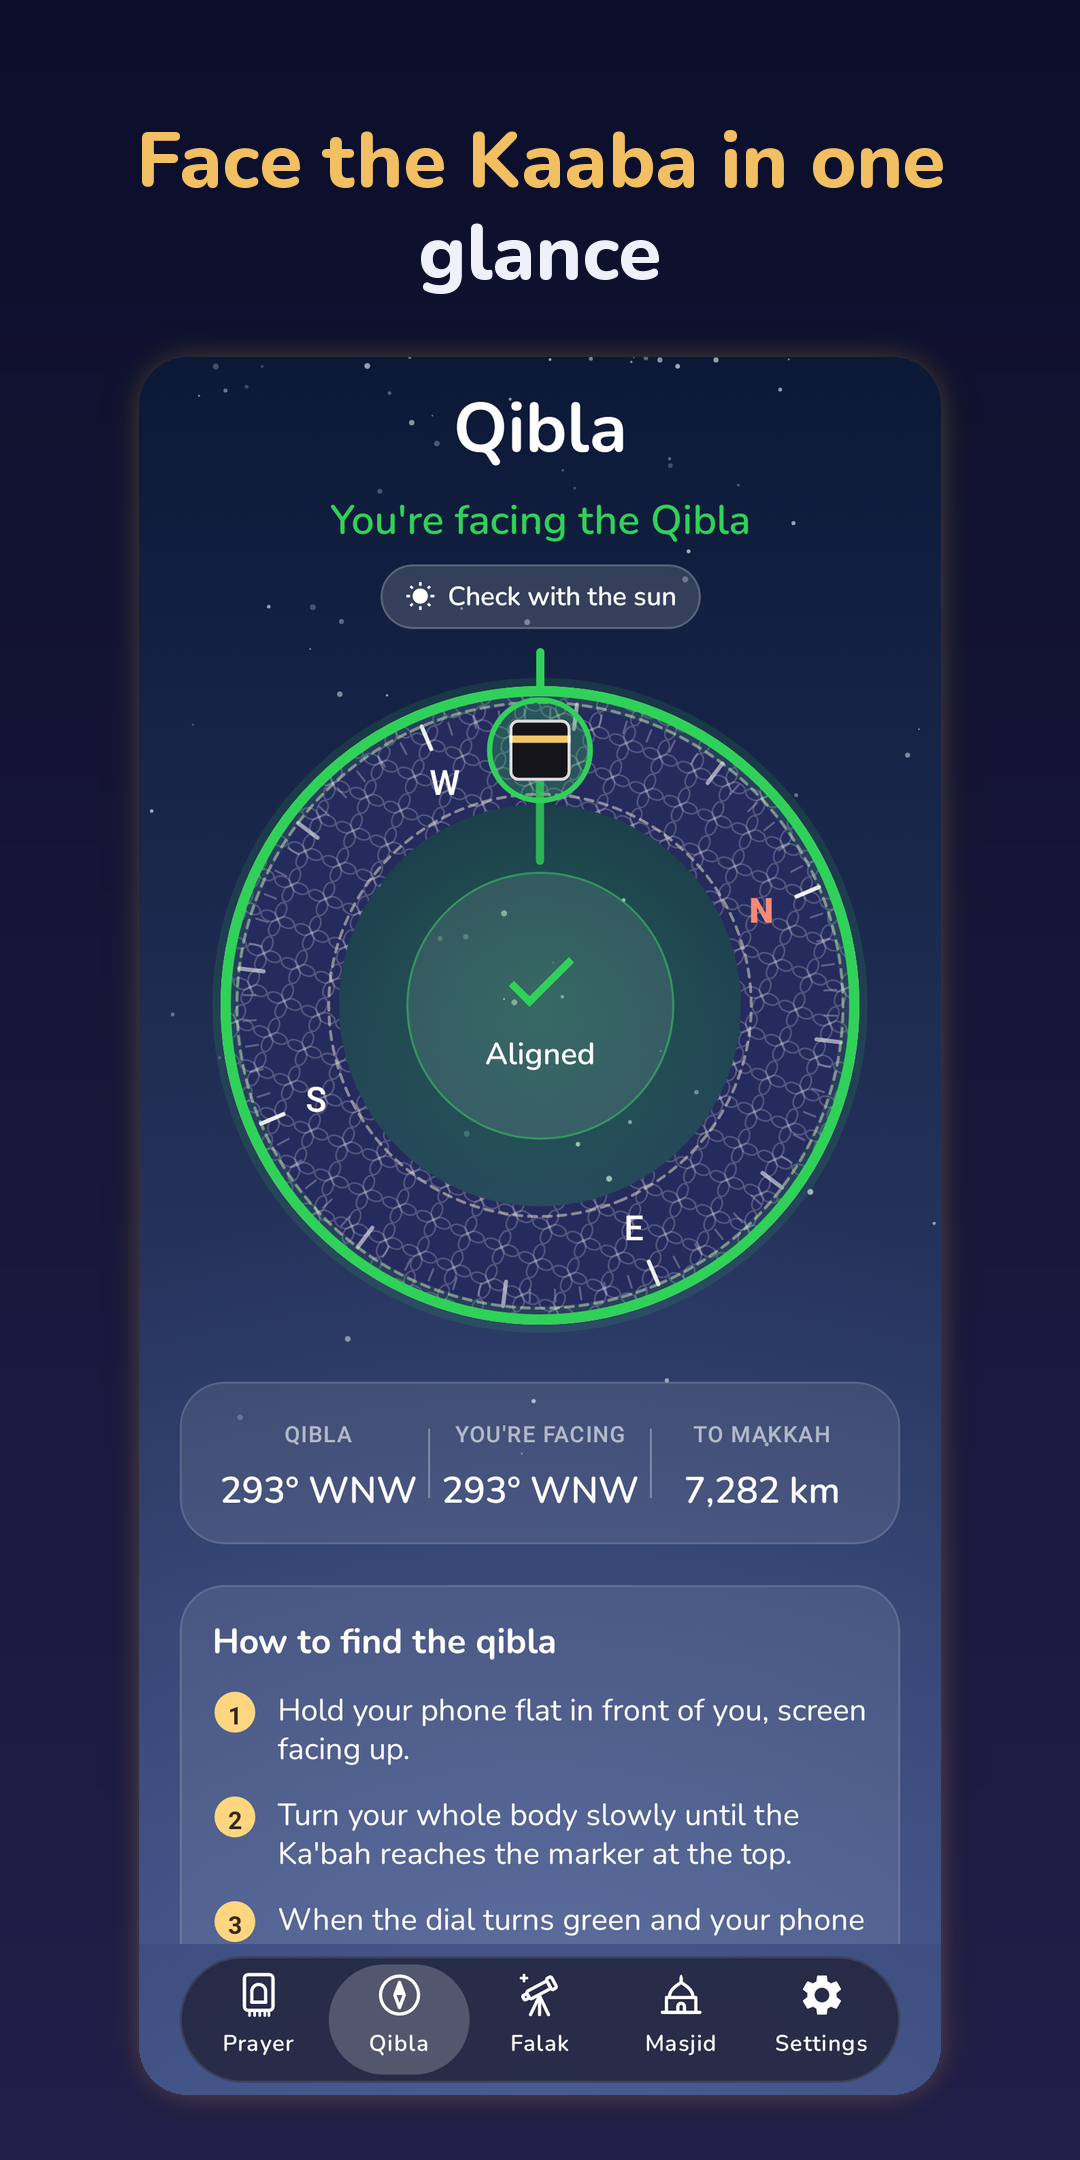 Face the Kaaba in one
glance
Qibla
You're facing the Qibla
Check with the sun
W
N
Aligned
S
E
QIBLA
293° WNW
YOU'RE FACING
293° WNW
TO MAKKAH
7,282 km
How to find the qibla
1 Hold your phone flat in front of you, screen
facing up.
2 Turn your whole body slowly until the
Ka'bah reaches the marker at the top.
3 When the dial turns green and your phone
Prayer
Qibla
Falak
Masjid
Settings